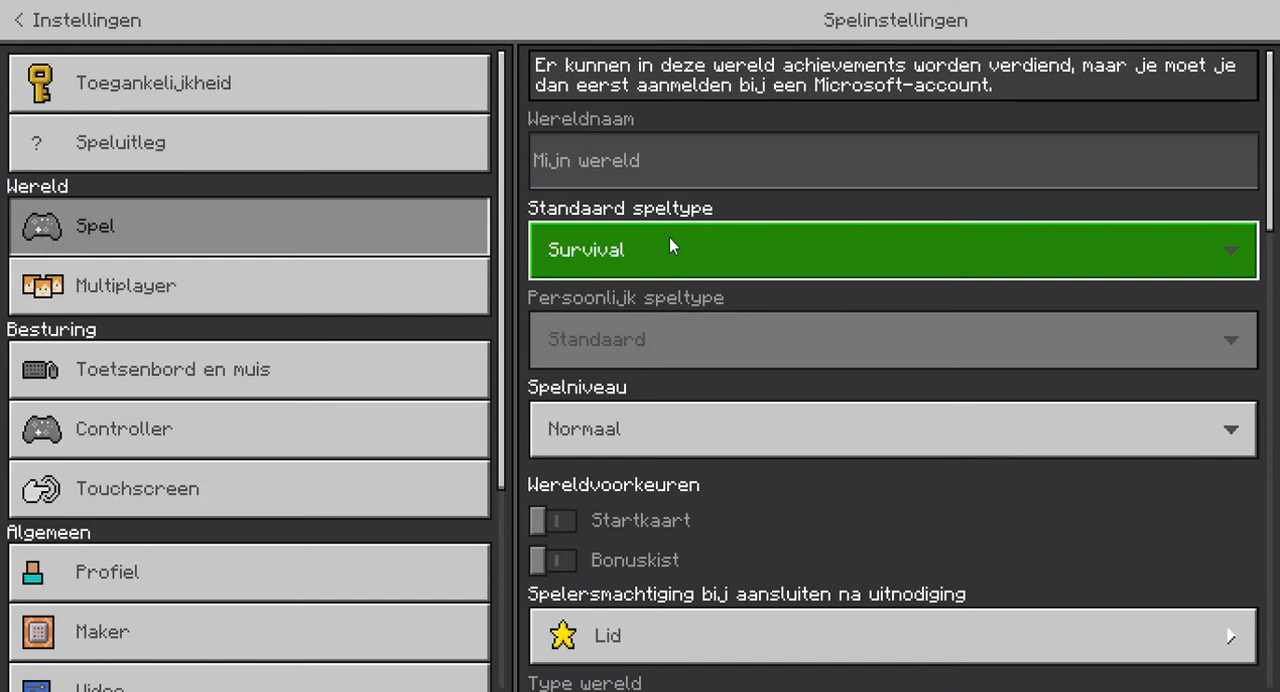 Instellingen
Spelinstellingen
Toegankelijkheid
? Speluitleg
Wereld
Spel
Multiplayer
Besturing
Toetsenbord en muis
Controller
Touchscreen
Algemeen
Profiel
Maker
Video
Er kunnen in deze wereld achievements worden verdiend, maar je moet je
dan eerst aanmelden bij een Microsoft-account.
Wereldnaam
Mijn wereld
Standaard speltype
Survival
Persoonlijk speltype
Standaard
Spelniveau
Normaal
Wereldvoorkeuren
Startkaart
Bonuskist
Spelersmachtiging bij aansluiten na uitnodiging
Lid
Type wereld